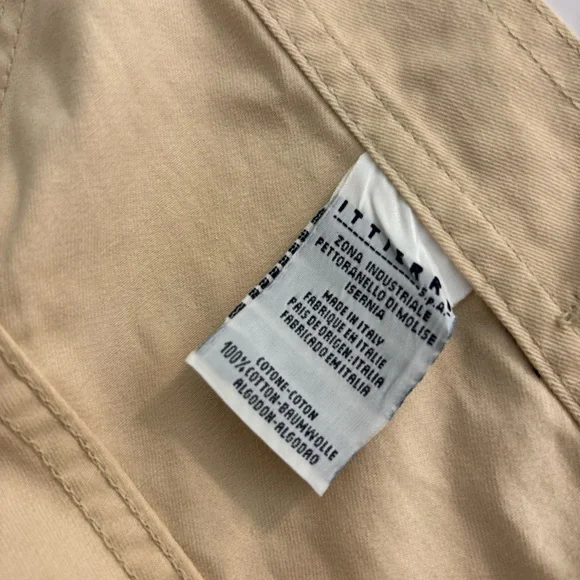 ITTIERRE
S.P.A.
ZONA INDUSTRIALE
PETTORANELLO DI MOLISE
ISERNIA
MADE IN ITALY
FABRIQUE EN ITALIE
PAIS DE ORIGEN: ITALIA
FABRICADO EM ITALIA
COTONE-COTON
100% COTTON-BAUMWOLLE
ALGODON-ALGODAO